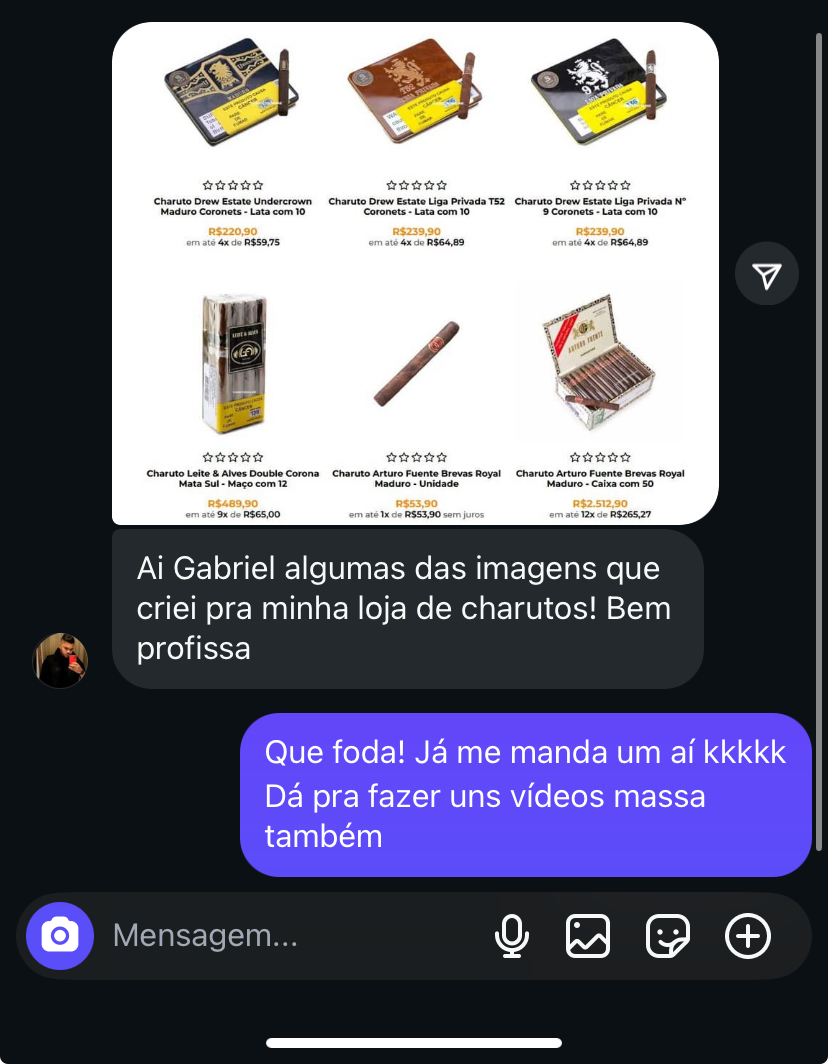 Charuto Drew Estate Undercrown
Maduro Coronets - Lata com 10
R$220,90
em até 4x de R$59,75
Charuto Drew Estate Liga Privada T52
Coronets - Lata com 10
R$239,90
em até 4x de R$64,89
Charuto Drew Estate Liga Privada Nº
9 Coronets - Lata com 10
R$239,90
em até 4x de R$64,89
Charuto Leite & Alves Double Corona
Mata Sul - Maço com 12
R$489,90
em até 9x de R$65,00
Charuto Arturo Fuente Brevas Royal
Maduro - Unidade
R$53,90
em até 1x de R$53,90 sem juros
ARTURO FUENTE
Charuto Arturo Fuente Brevas Royal
Maduro - Caixa com 50
R$2.512,90
em até 12x de R$265,27
Ai Gabriel algumas das imagens que
criei pra minha loja de charutos! Bem
profissa
Que foda! Já me manda um aí kkkkk
Dá pra fazer uns vídeos massa
também
Mensagem...